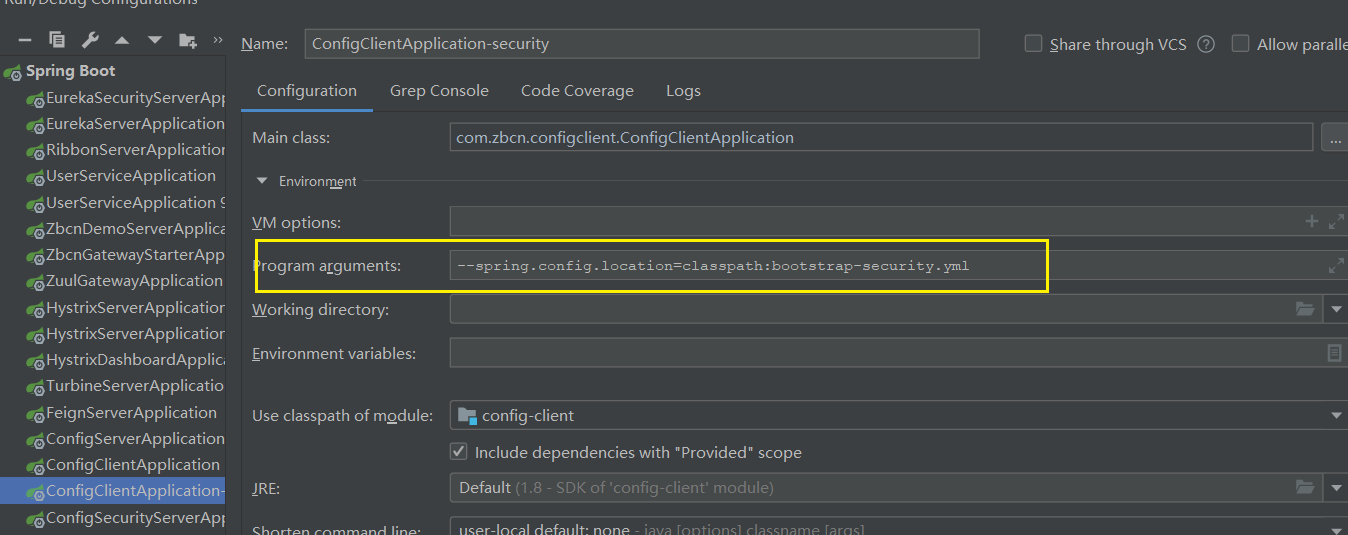 Run/Debug Configurations
»
Name:
ConfigClientApplication-security
Share through VCS
?
Allow paralle
Spring Boot
EurekaSecurityServerApp
EurekaServerApplication
RibbonServerApplication
UserServiceApplication
UserServiceApplication 9
ZbcnDemoServerApplica
ZbcnGatewayStarterApp
ZuulGatewayApplication
HystrixServerApplication
HystrixServerApplication
HystrixDashboardApplica
TurbineServerApplicatio
FeignServerApplication
ConfigServerApplication
ConfigClientApplication
ConfigClientApplication-
ConfigSecurityServerApp
Configuration
Grep Console
Code Coverage
Logs
Main class:
com.zbcn.configclient.ConfigClientApplication
...
Environment
VM options:
Program arguments:
--spring.config.location=classpath:bootstrap-security.yml
Working directory:
Environment variables:
Use classpath of module:
config-client
Include dependencies with "Provided" scope
JRE:
Default (1.8 - SDK of 'config-client' module)
Shorten command line:
user-local default: none - java [options] classname [args]